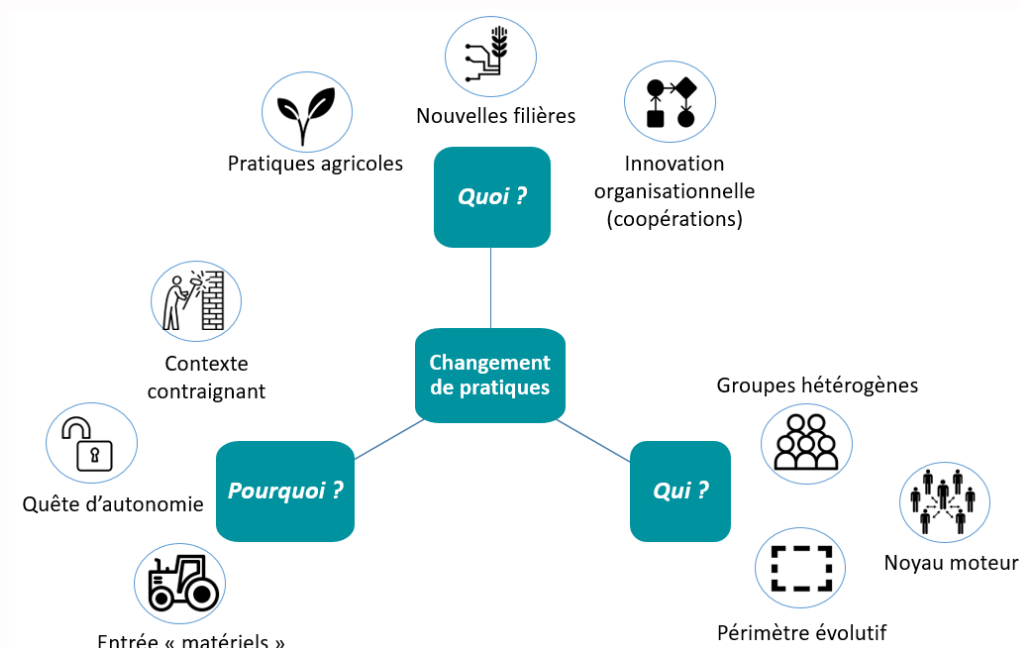 Nouvelles filières
Pratiques agricoles
Innovation
organisationnelle
(coopérations)
Quoi ?
Contexte
contraignant
Changement
de pratiques
Groupes hétérogènes
Quête d’autonomie
Pourquoi ?
Qui ?
Noyau moteur
Périmètre évolutif
Entrée « matériels »